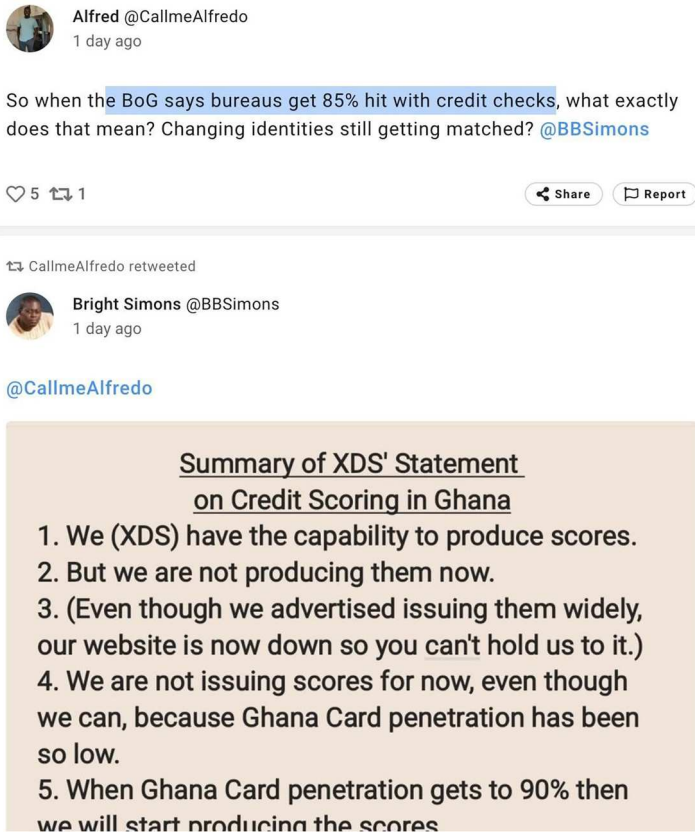 Alfred @CallmeAlfredo
1 day ago
So when the BoG says bureaus get 85% hit with credit checks, what exactly
does that mean? Changing identities still getting matched? @BBSimons
5 1
Share Report
CallmeAlfredo retweeted
Bright Simons @BBSimons
1 day ago
@CallmeAlfredo
Summary of XDS' Statement
on Credit Scoring in Ghana
1. We (XDS) have the capability to produce scores.
2. But we are not producing them now.
3. (Even though we advertised issuing them widely,
our website is now down so you can't hold us to it.)
4. We are not issuing scores for now, even though
we can, because Ghana Card penetration has been
so low.
5. When Ghana Card penetration gets to 90% then
we will start producing the scores